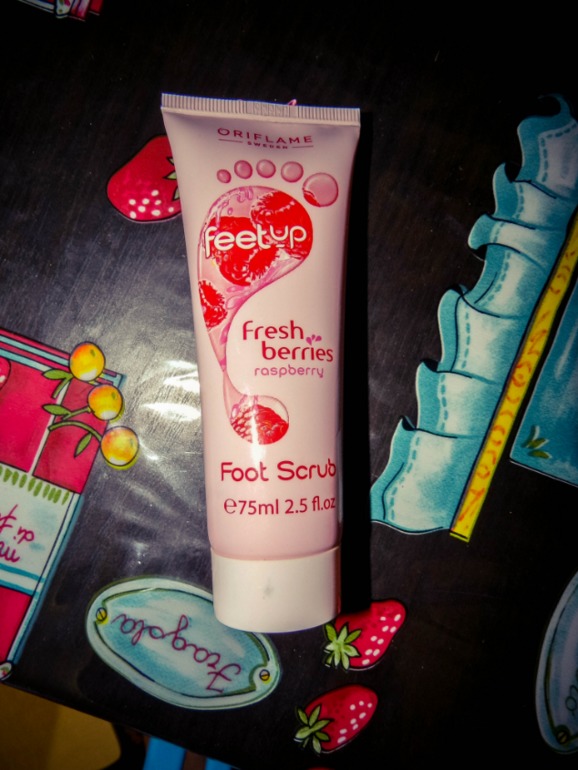 ORIFLAME
SWEDEN
feetup
fresh
berries
raspberry
Foot Scrub
℮75ml 2.5 fl.oz
Fragola